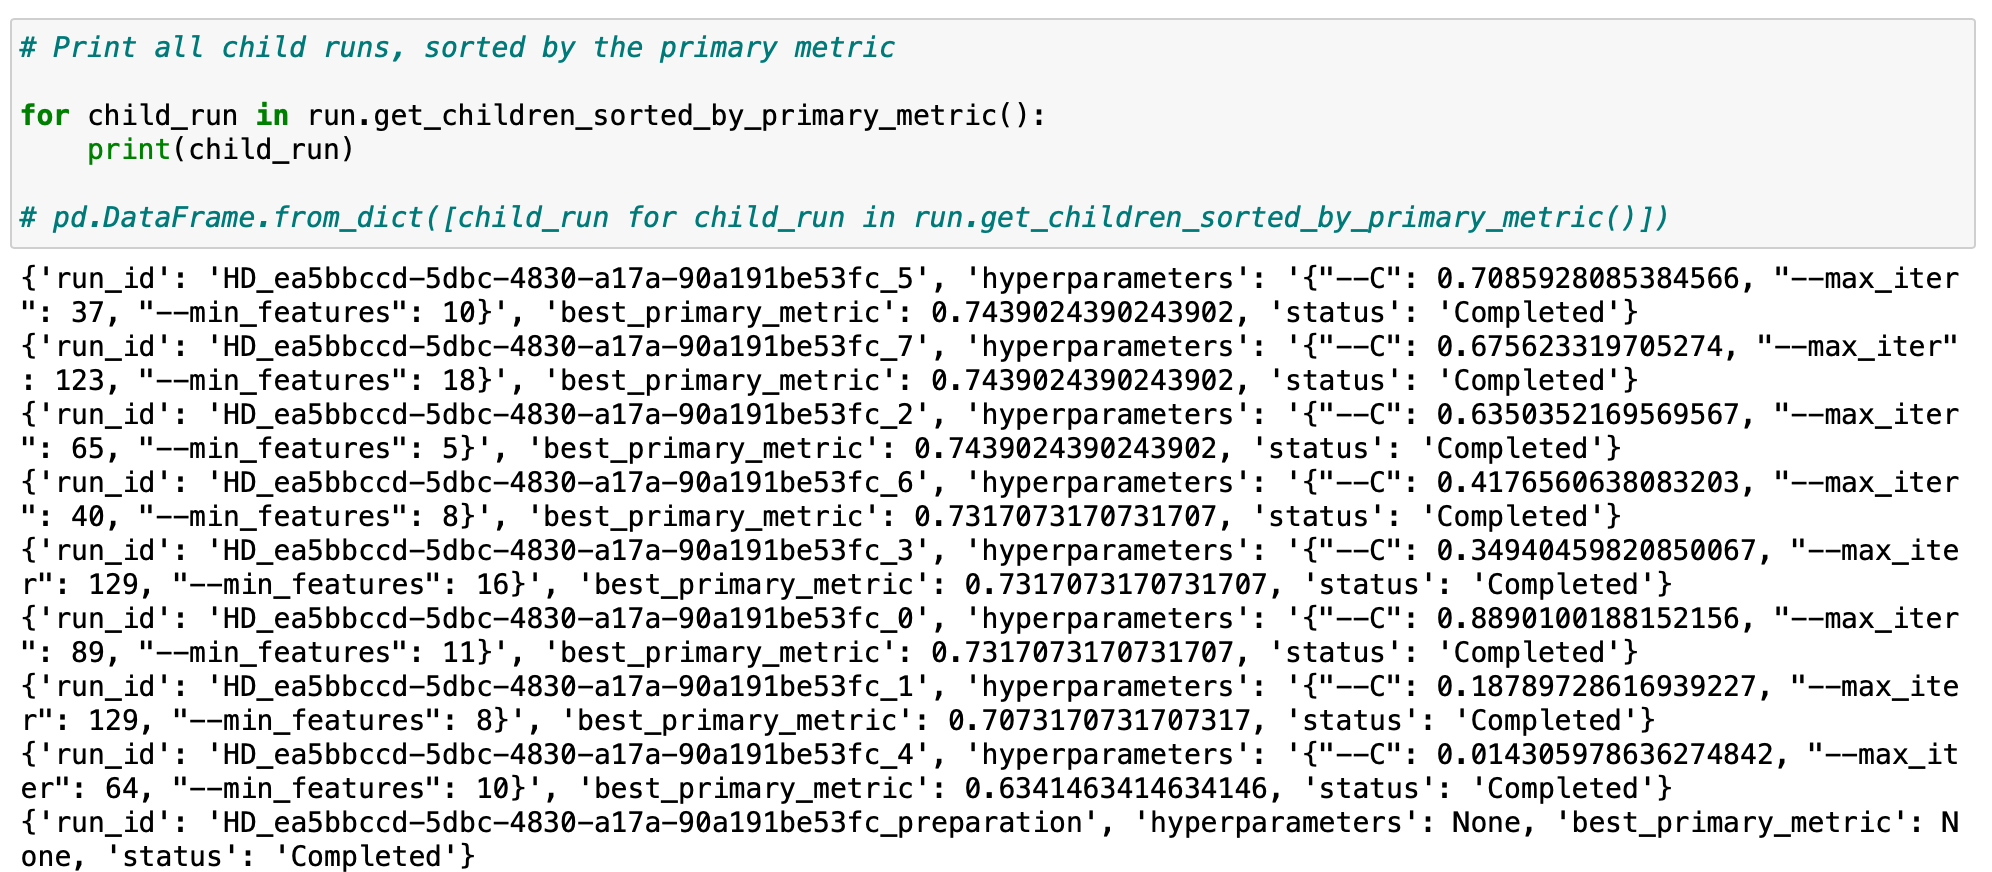 # Print all child runs, sorted by the primary metric
for child_run in run.get_children_sorted_by_primary_metric():
    print(child_run)
# pd.DataFrame.from_dict([child_run for child_run in run.get_children_sorted_by_primary_metric()])
{'run_id': 'HD_ea5bbccd-5dbc-4830-a17a-90a191be53fc_5', 'hyperparameters': '{"--C": 0.7085928085384566, "--max_iter
": 37, "--min_features": 10}', 'best_primary_metric': 0.7439024390243902, 'status': 'Completed'}
{'run_id': 'HD_ea5bbccd-5dbc-4830-a17a-90a191be53fc_7', 'hyperparameters': '{"--C": 0.675623319705274, "--max_iter"
: 123, "--min_features": 18}', 'best_primary_metric': 0.7439024390243902, 'status': 'Completed'}
{'run_id': 'HD_ea5bbccd-5dbc-4830-a17a-90a191be53fc_2', 'hyperparameters': '{"--C": 0.6350352169569567, "--max_iter
": 65, "--min_features": 5}', 'best_primary_metric': 0.7439024390243902, 'status': 'Completed'}
{'run_id': 'HD_ea5bbccd-5dbc-4830-a17a-90a191be53fc_6', 'hyperparameters': '{"--C": 0.4176560638083203, "--max_iter
": 40, "--min_features": 8}', 'best_primary_metric': 0.7317073170731707, 'status': 'Completed'}
{'run_id': 'HD_ea5bbccd-5dbc-4830-a17a-90a191be53fc_3', 'hyperparameters': '{"--C": 0.34940459820850067, "--max_ite
r": 129, "--min_features": 16}', 'best_primary_metric': 0.7317073170731707, 'status': 'Completed'}
{'run_id': 'HD_ea5bbccd-5dbc-4830-a17a-90a191be53fc_0', 'hyperparameters': '{"--C": 0.8890100188152156, "--max_iter
": 89, "--min_features": 11}', 'best_primary_metric': 0.7317073170731707, 'status': 'Completed'}
{'run_id': 'HD_ea5bbccd-5dbc-4830-a17a-90a191be53fc_1', 'hyperparameters': '{"--C": 0.18789728616939227, "--max_ite
r": 129, "--min_features": 8}', 'best_primary_metric': 0.7073170731707317, 'status': 'Completed'}
{'run_id': 'HD_ea5bbccd-5dbc-4830-a17a-90a191be53fc_4', 'hyperparameters': '{"--C": 0.014305978636274842, "--max_it
er": 64, "--min_features": 10}', 'best_primary_metric': 0.6341463414634146, 'status': 'Completed'}
{'run_id': 'HD_ea5bbccd-5dbc-4830-a17a-90a191be53fc_preparation', 'hyperparameters': None, 'best_primary_metric': N
one, 'status': 'Completed'}